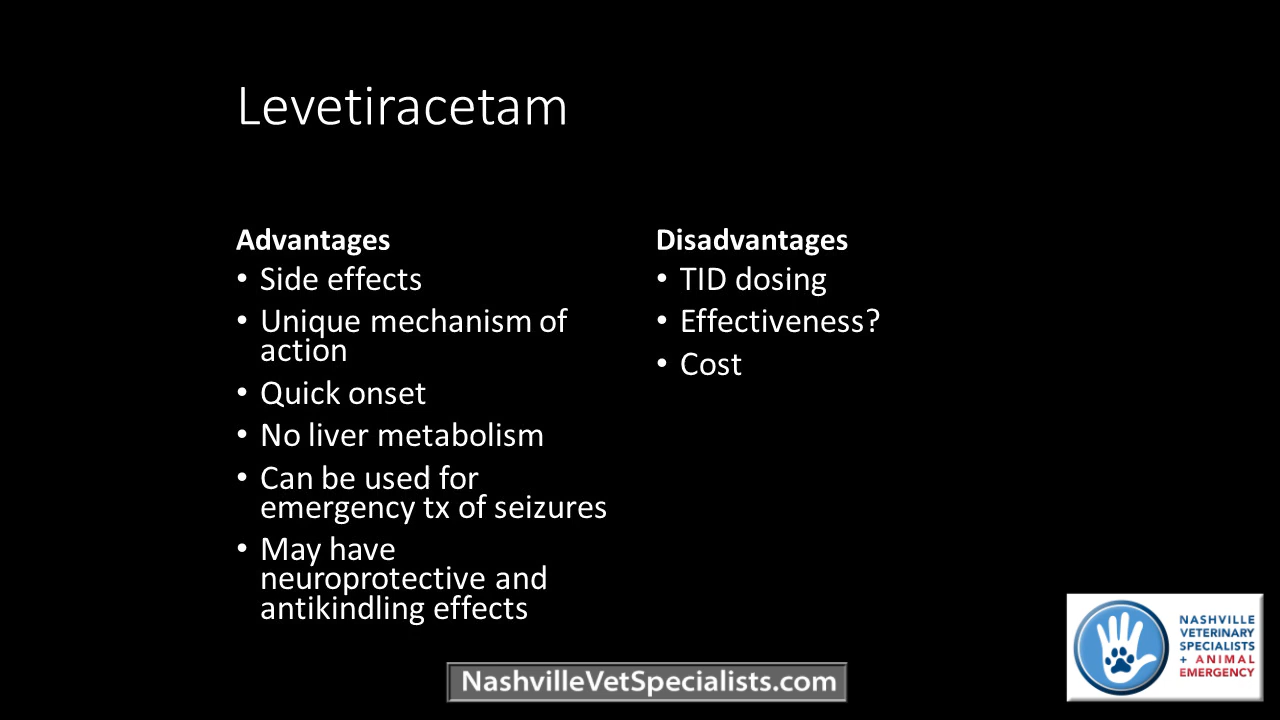 Levetiracetam
Advantages
• Side effects
• Unique mechanism of
action
• Quick onset
• No liver metabolism
• Can be used for
emergency tx of seizures
• May have
neuroprotective and
antikindling effects
Disadvantages
• TID dosing
• Effectiveness?
• Cost
NASHVILLE
VETERINARY
SPECIALISTS
+ ANIMAL
EMERGENCY
NashvilleVetSpecialists.com